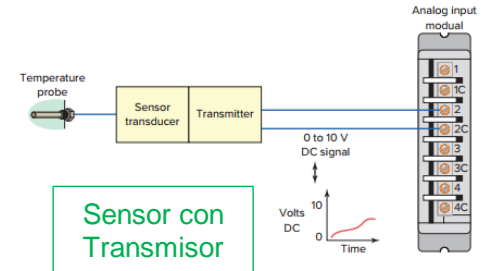 Analog input
modual
Temperature
probe
Sensor
transducer
Transmitter
0 to 10 V
DC signal
1
1C
2
2C
3
3C
4
4C
Volts
DC
10
0
Time
Sensor con
Transmisor